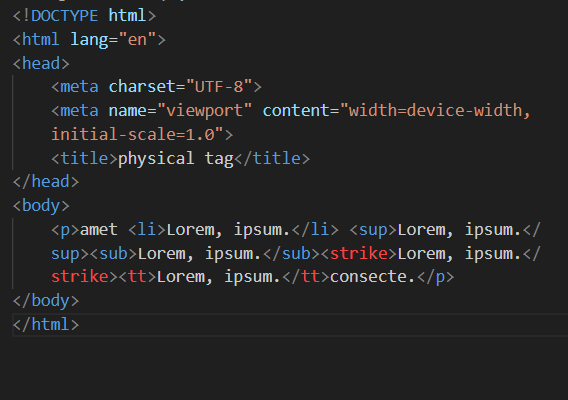 <!DOCTYPE html>
<html lang="en">
<head>
    <meta charset="UTF-8">
    <meta name="viewport" content="width=device-width,
    initial-scale=1.0">
    <title>physical tag</title>
</head>
<body>
    <p>amet <li>Lorem, ipsum.</li> <sup>Lorem, ipsum.</
    sup><sub>Lorem, ipsum.</sub><strike>Lorem, ipsum.</
    strike><tt>Lorem, ipsum.</tt>consecte.</p>
</body>
</html>